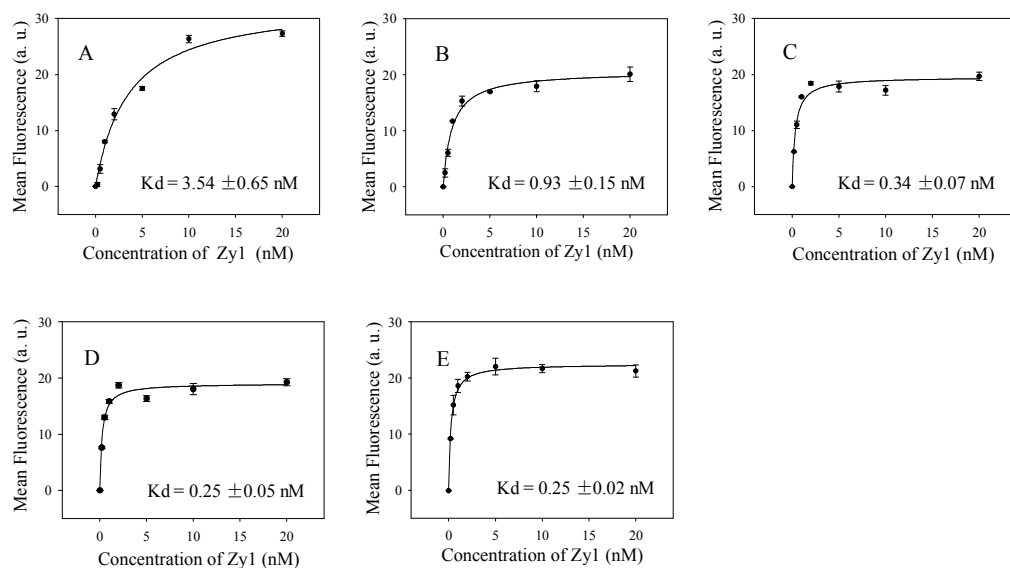 Mean Fluorescence (a. u.)
30
20
10
0
A
Kd = 3.54 ±0.65 nM
0 5 10 15 20
Concentration of Zy1 (nM)
Mean Fluorescence (a. u.)
30
20
10
0
B
Kd = 0.93 ±0.15 nM
0 5 10 15 20
Concentration of Zy1 (nM)
Mean Fluorescence (a. u.)
30
20
10
0
C
Kd = 0.34 ±0.07 nM
0 5 10 15 20
Concentration of Zy1 (nM)
Mean Fluorescence (a. u.)
30
20
10
0
D
Kd = 0.25 ±0.05 nM
0 5 10 15 20
Concentration of Zy1 (nM)
Mean Fluorescence (a. u.)
30
20
10
0
E
Kd = 0.25 ±0.02 nM
0 5 10 15 20
Concentration of Zy1 (nM)